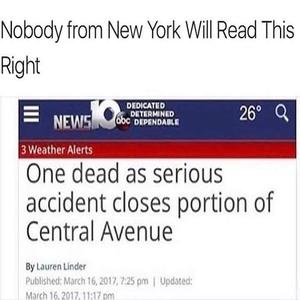 Nobody from New York Will Read This
Right
NEWS10 abc DEDICATED
DETERMINED
DEPENDABLE
26° 
3 Weather Alerts
One dead as serious
accident closes portion of
Central Avenue
By Lauren Linder
Published: March 16, 2017, 7:25 pm | Updated:
March 16, 2017, 11:17 pm